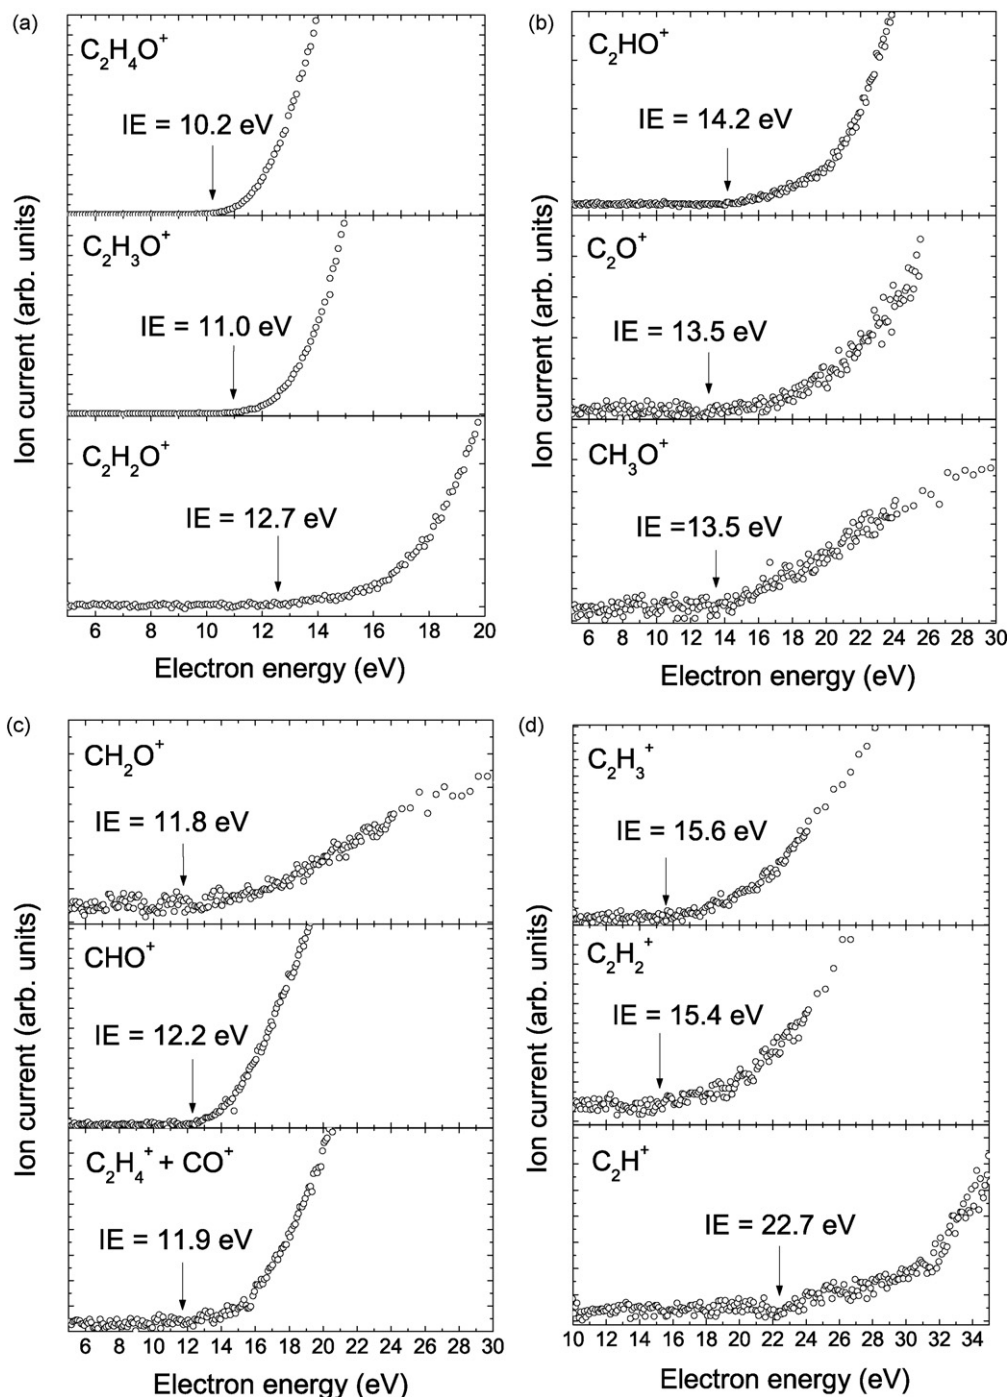 (a)
C₂H₄O⁺
IE = 10.2 eV
C₂H₃O⁺
IE = 11.0 eV
C₂H₂O⁺
IE = 12.7 eV
Ion current (arb. units)
6 8 10 12 14 16 18 20
Electron energy (eV)
(b)
C₂HO⁺
IE = 14.2 eV
C₂O⁺
IE = 13.5 eV
CH₃O⁺
IE =13.5 eV
Ion current (arb. units)
6 8 10 12 14 16 18 20 22 24 26 28 30
Electron energy (eV)
(c)
CH₂O⁺
IE = 11.8 eV
CHO⁺
IE = 12.2 eV
C₂H₄⁺ + CO⁺
IE = 11.9 eV
Ion current (arb. units)
6 8 10 12 14 16 18 20 22 24 26 28 30
Electron energy (eV)
(d)
C₂H₃⁺
IE = 15.6 eV
C₂H₂⁺
IE = 15.4 eV
C₂H⁺
IE = 22.7 eV
Ion current (arb. units)
10 12 14 16 18 20 22 24 26 28 30 32 34
Electron energy (eV)